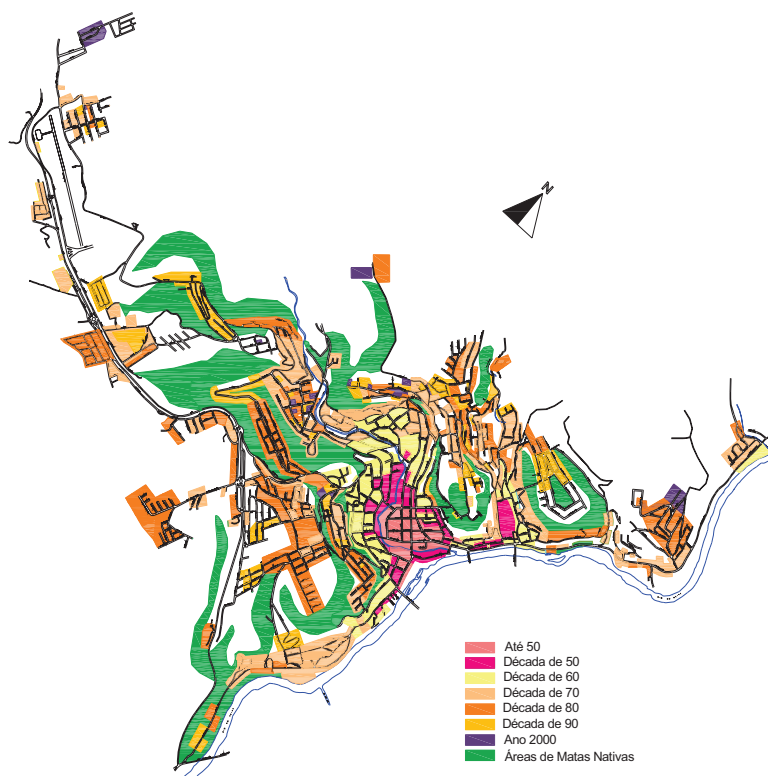 N
Até 50
Década de 50
Década de 60
Década de 70
Década de 80
Década de 90
Ano 2000
Áreas de Matas Nativas